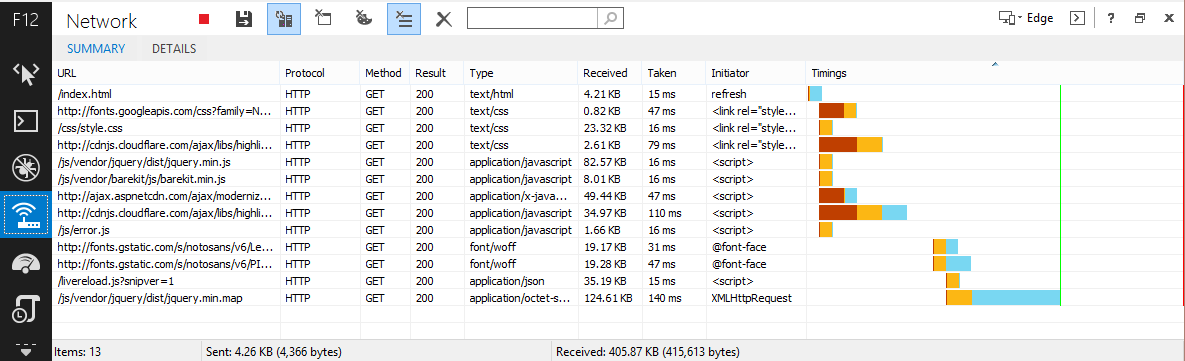 F12 Network Edge ?
SUMMARY DETAILS
URL Protocol Method Result Type Received Taken Initiator Timings
/index.html HTTP GET 200 text/html 4.21 KB 15 ms refresh
http://fonts.googleapis.com/css?family=N... HTTP GET 200 text/css 0.82 KB 47 ms <link rel="style...
/css/style.css HTTP GET 200 text/css 23.32 KB 16 ms <link rel="style...
http://cdnjs.cloudflare.com/ajax/libs/highli... HTTP GET 200 text/css 2.61 KB 79 ms <link rel="style...
/js/vendor/jquery/dist/jquery.min.js HTTP GET 200 application/javascript 82.57 KB 16 ms <script>
/js/vendor/barekit/js/barekit.min.js HTTP GET 200 application/javascript 8.01 KB 16 ms <script>
http://ajax.aspnetcdn.com/ajax/moderniz... HTTP GET 200 application/x-java... 49.44 KB 47 ms <script>
http://cdnjs.cloudflare.com/ajax/libs/highli... HTTP GET 200 application/javascript 34.97 KB 110 ms <script>
/js/error.js HTTP GET 200 application/javascript 1.66 KB 16 ms <script>
http://fonts.gstatic.com/s/notosans/v6/Le... HTTP GET 200 font/woff 19.17 KB 31 ms @font-face
http://fonts.gstatic.com/s/notosans/v6/PI... HTTP GET 200 font/woff 19.28 KB 47 ms @font-face
/livereload.js?snipver=1 HTTP GET 200 application/json 35.19 KB 15 ms <script>
/js/vendor/jquery/dist/jquery.min.map HTTP GET 200 application/octet-s... 124.61 KB 140 ms XMLHttpRequest
Items: 13 Sent: 4.26 KB (4,366 bytes) Received: 405.87 KB (415,613 bytes)